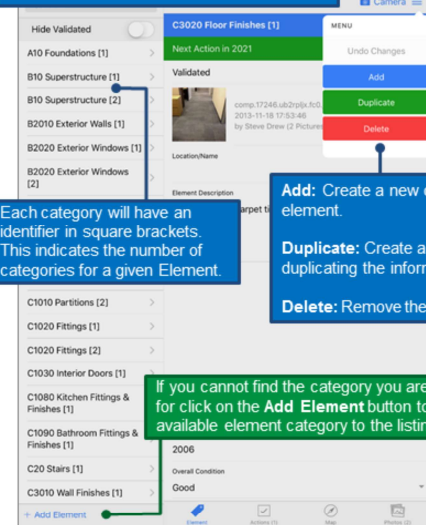 Camera
Hide Validated
A10 Foundations [1]
B10 Superstructure [1]
B10 Superstructure [2]
B2010 Exterior Walls [1]
B2020 Exterior Windows [1]
B2020 Exterior Windows
[2]
C3020 Floor Finishes [1]
Next Action in 2021
Validated
comp.17246.ub2rpljx.fc0.
2013-11-18 17:53:46
by Steve Drew (2 Pictures
Location/Name
Element Description
arpet ti
MENU
Undo Changes
Add
Duplicate
Delete
Each category will have an
identifier in square brackets.
This indicates the number of
categories for a given Element.
Add: Create a new
element.
Duplicate: Create a
duplicating the infor
Delete: Remove the
C1010 Partitions [2]
C1020 Fittings [1]
C1020 Fittings [2]
C1030 Interior Doors [1]
C1080 Kitchen Fittings &
Finishes [1]
C1090 Bathroom Fittings &
Finishes [1]
C20 Stairs [1]
C3010 Wall Finishes [1]
+ Add Element
If you cannot find the category you are
for click on the Add Element button to
available element category to the listin
2006
Overall Condition
Good
Element
Actions (1)
Map
Photos (2)